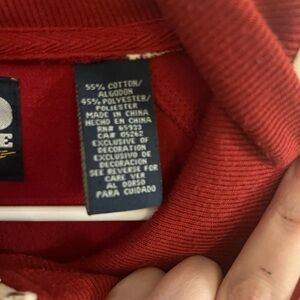 55% COTTON/
ALGODON
45% POLYESTER/
POLIESTER
MADE IN CHINA
HECHO EN CHINA
RN# 65933
CA# 05262
EXCLUSIVE OF
DECORATION
EXCLUSIVO DE
DECORACION
SEE REVERSE FOR
CARE VER
AL DORSO
PARA CUIDADO
E